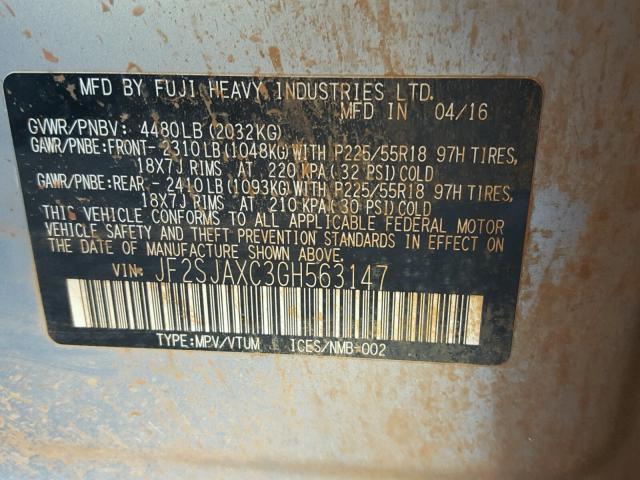 MFD BY FUJI HEAVY INDUSTRIES LTD.
MFD IN 04/16
GVWR/PNBV: 4480LB(2032KG)
GAWR/PNBE:FRONT- 2310LB(1048KG)WITH P225/55R18 97H TIRES,
18X7J RIMS AT 220KPA(32 PSI)COLD
GAWR/PNBE:REAR - 2410LB(1093KG)WITH P225/55R18 97H TIRES,
18X7J RIMS AT 210KPA(30 PSI)COLD
THIS VEHICLE CONFORMS TO ALL APPLICABLE FEDERAL MOTOR
VEHICLE SAFETY AND THEFT PREVENTION STANDARDS IN EFFECT ON
THE DATE OF MANUFACTURE SHOWN ABOVE.
VIN: JF2SJAXC3GH563147
TYPE:MPV/VTUM ICES/NMB-002